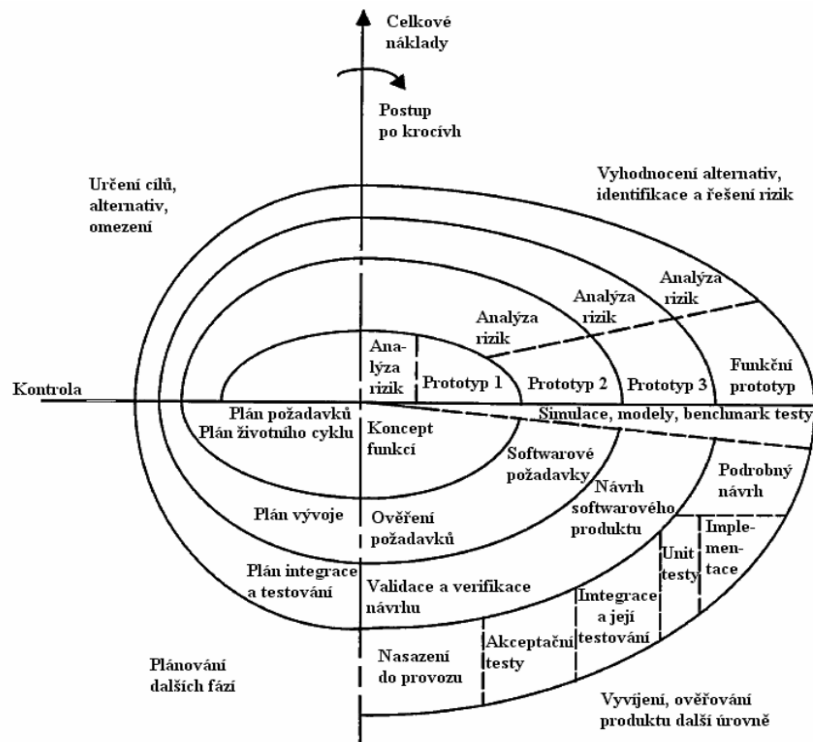 Celkové
náklady
Postup
po krocívh
Určení cílů,
alternativ,
omezení
Vyhodnocení alternativ,
identifikace a řešení rizik
Analýza
rizik
Analýza
rizik
Analýza
rizik
Ana-
lýza
rizik
Prototyp 1
Prototyp 2
Prototyp 3
Funkční
prototyp
Kontrola
Plán požadavků
Plán životního cyklu
Koncept
funkcí
Simulace, modely, benchmark testy
Softwarové
požadavky
Podrobný
návrh
Návrh
softwarového
produktu
Plán vývoje
Ověření
požadavků
Unit
testy
Imple-
men-
tace
Plán integrace
a testování
Validace a verifikace
návrhu
Imtegrace
a její
testování
Akceptační
testy
Nasazení
do provozu
Plánování
dalších fází
Vyvíjení, ověřování
produktu další úrovně